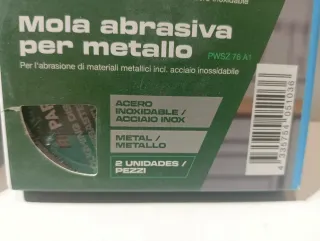 Mola abrasiva
per metallo
PWSZ 76 A1
Per l'abrasione di materiali metallici incl. acciaio inossidabile
ACERO
INOXIDABLE /
ACCIAIO INOX
METAL /
METALLO
2 UNIDADES /
PEZZI